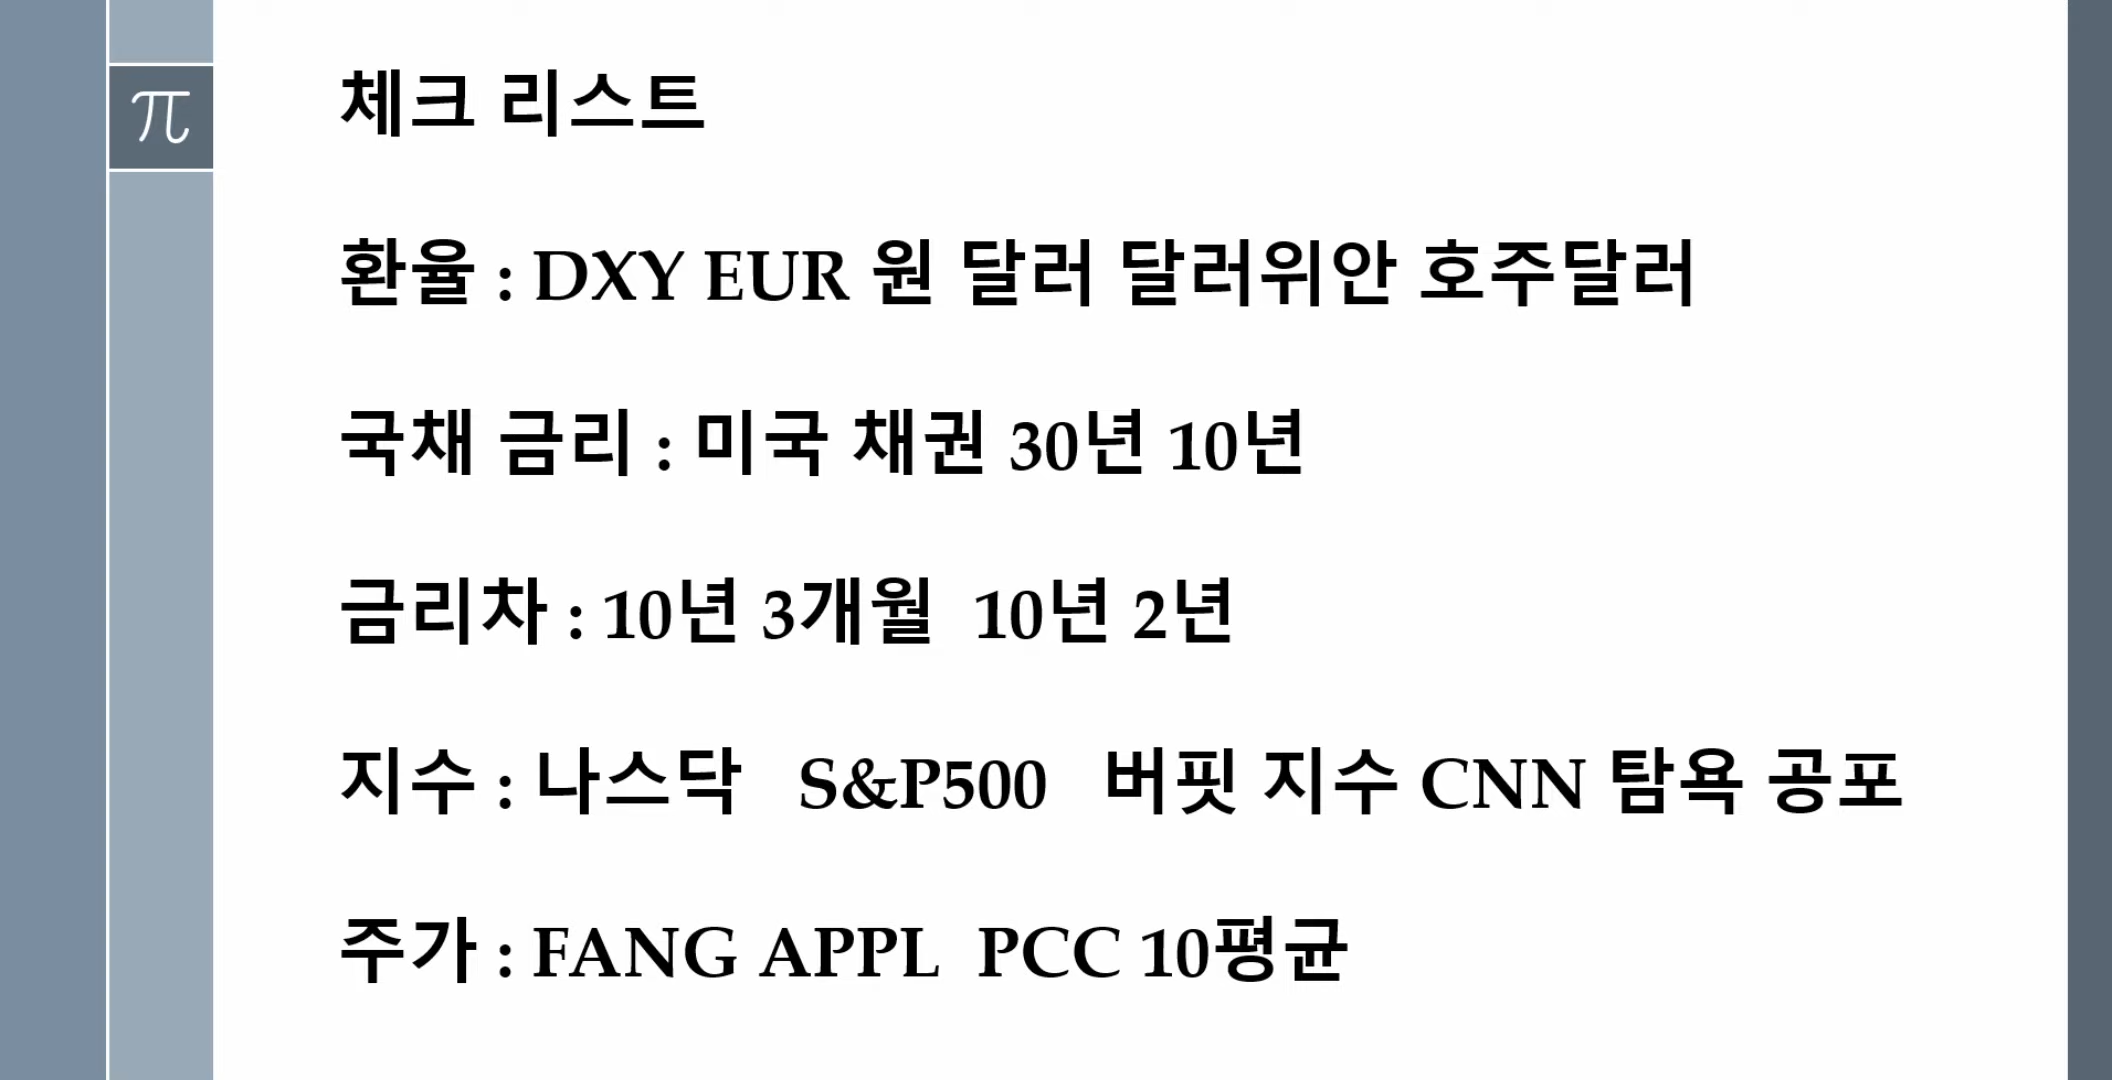 π
체크 리스트
환율 : DXY EUR 원 달러 달러위안 호주달러
국채 금리 : 미국 채권 30년 10년
금리차 : 10년 3개월  10년 2년
지수 : 나스닥   S&P500   버핏 지수 CNN 탐욕 공포
주가 : FANG APPL  PCC 10평균